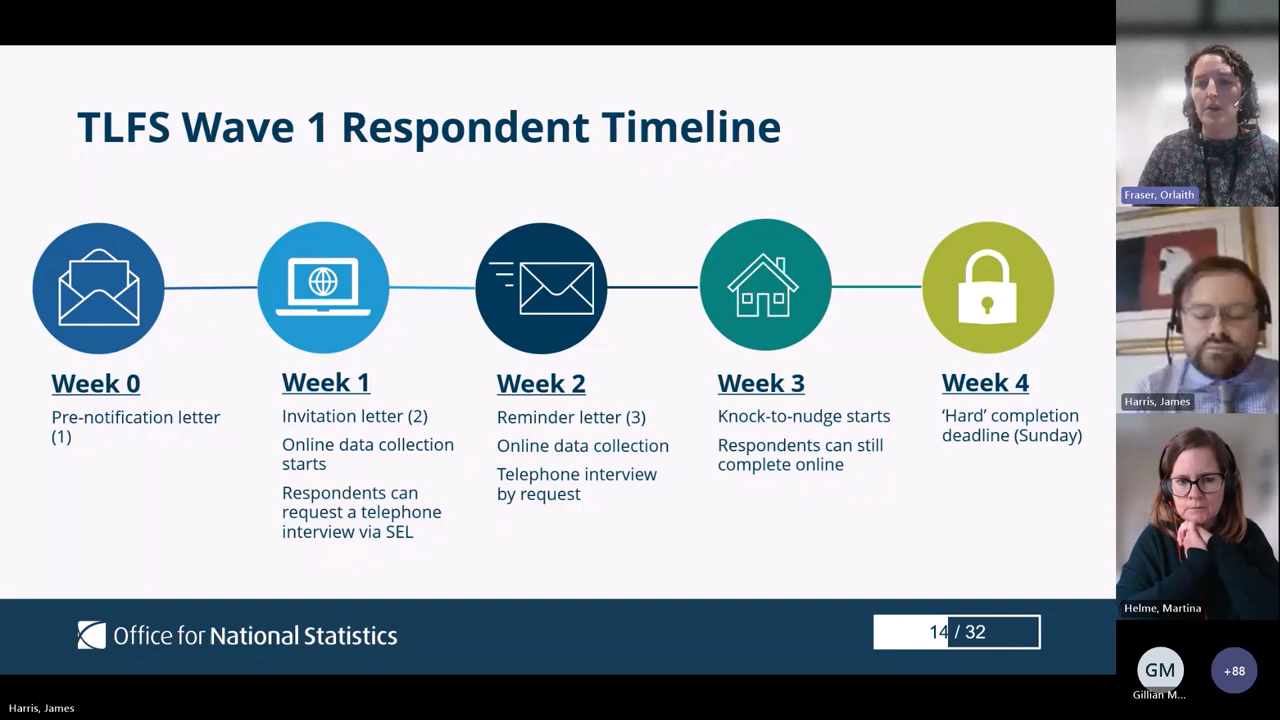 TLFS Wave 1 Respondent Timeline
Week 0
Pre-notification letter
(1)
Week 1
Invitation letter (2)
Online data collection
starts
Respondents can
request a telephone
interview via SEL
Week 2
Reminder letter (3)
Online data collection
Telephone interview
by request
Week 3
Knock-to-nudge starts
Respondents can still
complete online
Week 4
‘Hard’ completion
deadline (Sunday)
Office for National Statistics
14 / 32
Fraser, Orlaith
Harris, James
Helme, Martina
GM
Gillian M...
+88
Harris, James